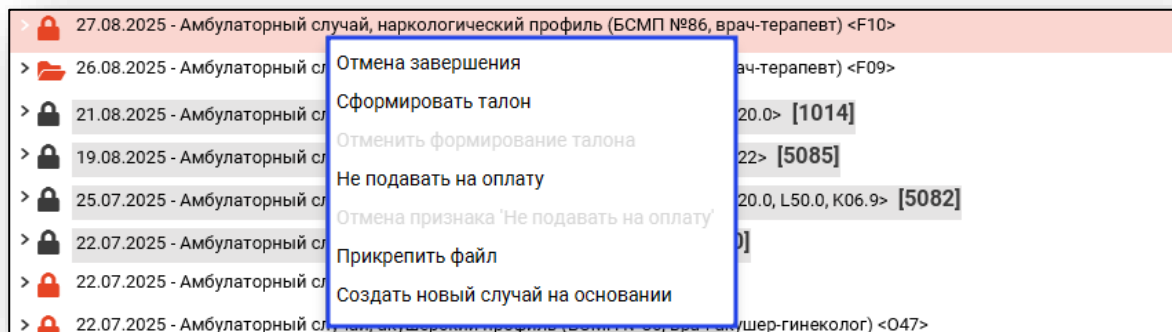 27.08.2025 - Амбулаторный случай, наркологический профиль (БСМП №86, врач-терапевт) <F10>
26.08.2025 - Амбулаторный сл
ач-терапевт) <F09>
21.08.2025 - Амбулаторный сл
20.0> [1014]
19.08.2025 - Амбулаторный сл
22> [5085]
25.07.2025 - Амбулаторный сл
20.0, L50.0, K06.9> [5082]
22.07.2025 - Амбулаторный сл
]
22.07.2025 - Амбулаторный сл
22.07.2025 - Амбулаторный
акушер-гинеколог) <O47>
Отмена завершения
Сформировать талон
Отменить формирование талона
Не подавать на оплату
Отмена признака 'Не подавать на оплату'
Прикрепить файл
Создать новый случай на основании